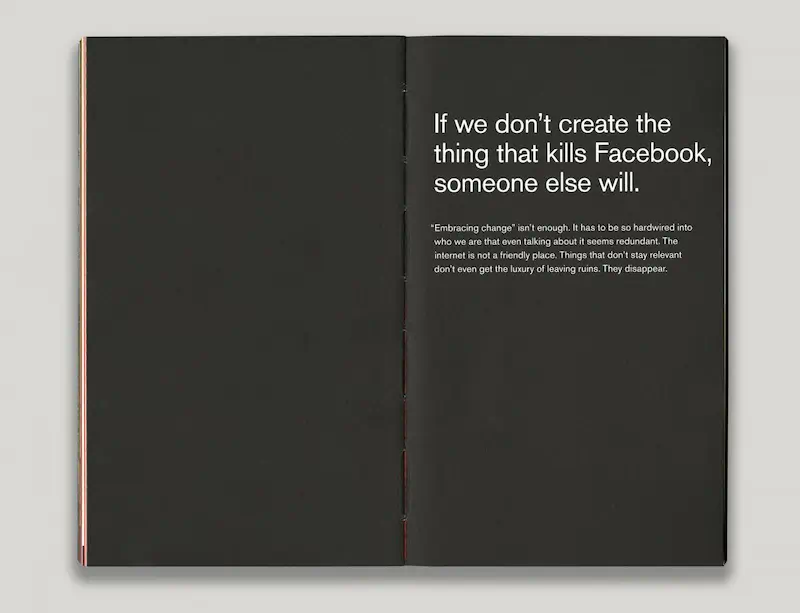 If we don’t create the
thing that kills Facebook,
someone else will.
“Embracing change” isn’t enough. It has to be so hardwired into
who we are that even talking about it seems redundant. The
internet is not a friendly place. Things that don’t stay relevant
don’t even get the luxury of leaving ruins. They disappear.